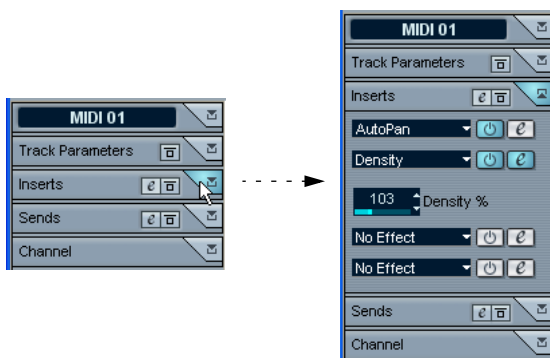 MIDI 01
Track Parameters
Inserts
e
Sends
e
Channel
MIDI 01
Track Parameters
Inserts
e
AutoPan
e
Density
e
103 Density %
No Effect
e
No Effect
e
Sends
e
Channel